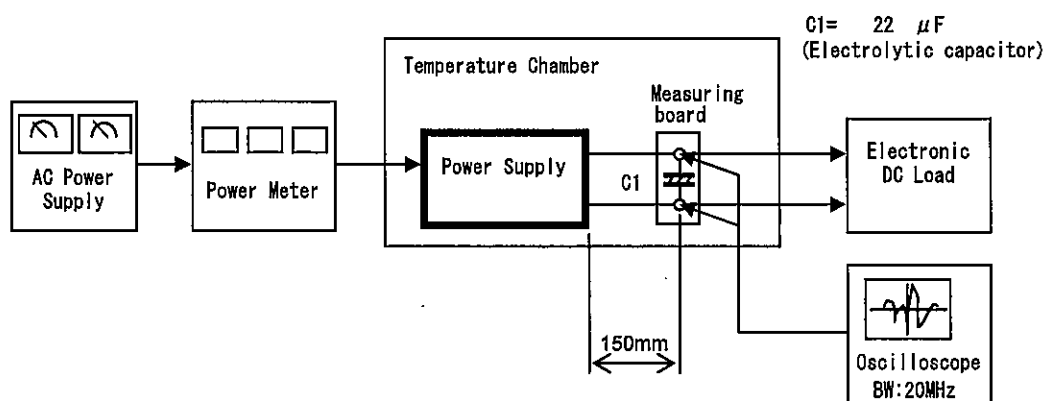 C1= 22 μF
(Electrolytic capacitor)
Temperature Chamber
Measuring
board
AC Power
Supply
Power Meter
Power Supply
C1
Electronic
DC Load
150mm
Oscilloscope
BW:20MHz